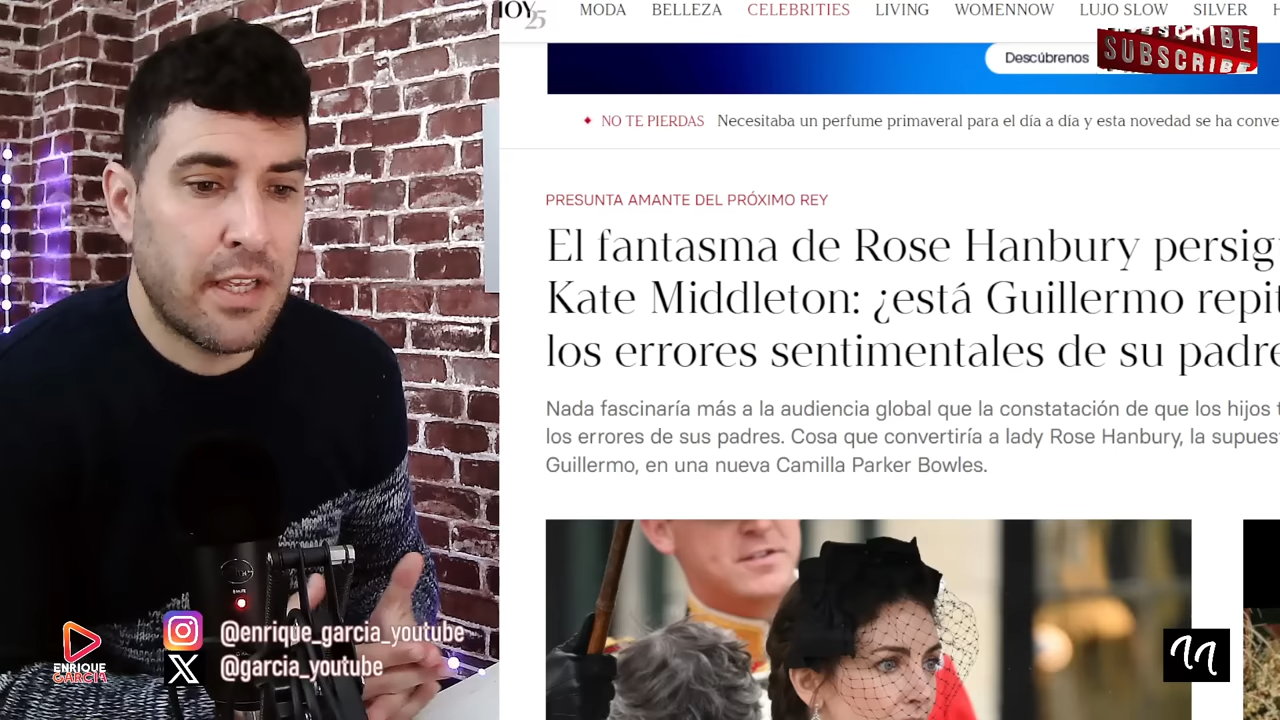 HOY
25
MODA BELLEZA CELEBRITIES LIVING WOMENNOW LUJO SLOW SILVER
SUBSCRIBE
SUBSCRIBE
SUBSCRIBE
Descúbrenos
NO TE PIERDAS Necesitaba un perfume primaveral para el día a día y esta novedad se ha conve
PRESUNTA AMANTE DEL PRÓXIMO REY
El fantasma de Rose Hanbury persig
Kate Middleton: ¿está Guillermo repit
los errores sentimentales de su padre
Nada fascinaría más a la audiencia global que la constatación de que los hijos
los errores de sus padres. Cosa que convertiría a lady Rose Hanbury, la supues
Guillermo, en una nueva Camilla Parker Bowles.
ENRIQUE
GARCIA
@enrique_garcia_youtube
@garcia_youtube